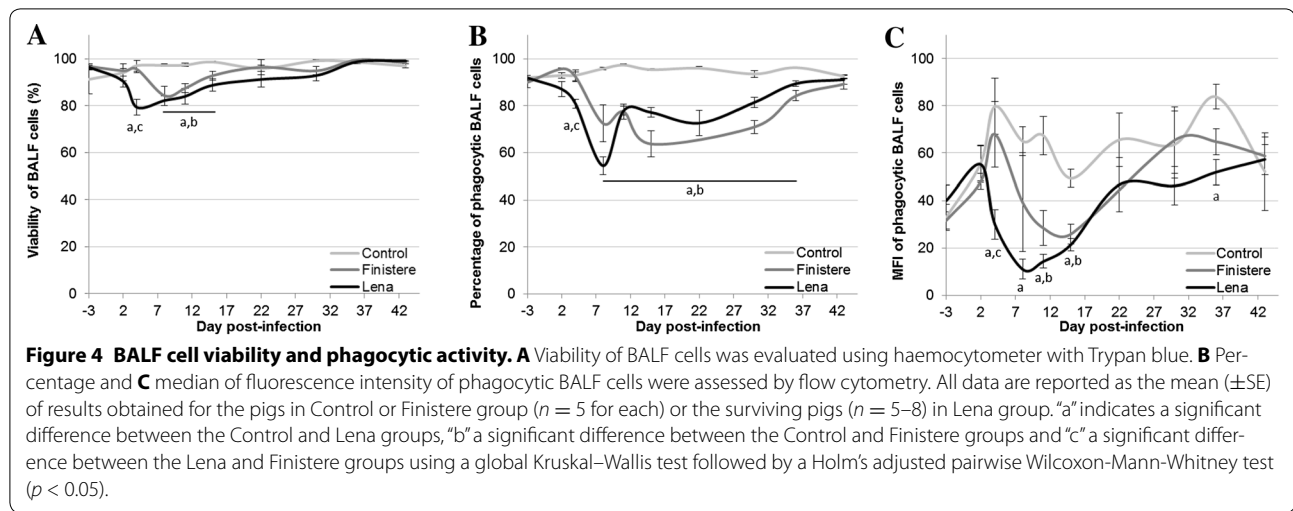 A
B
C
Viability of BALF cells (%)
100
80
60
40
20
0
Control
Finistere
Lena
-3 2 7 12 17 22 27 32 37 42
Day post-infection
a,c
a,b
Percentage of phagocytic BALF cells
100
80
60
40
20
0
Control
Finistere
Lena
-3 2 7 12 17 22 27 32 37 42
Day post-infection
a,c
a,b
MFI of phagocytic BALF cells
100
80
60
40
20
0
Control
Finistere
Lena
-3 2 7 12 17 22 27 32 37 42
Day post-infection
a,c
a
a,b
a,b
a
Figure 4 BALF cell viability and phagocytic activity. A Viability of BALF cells was evaluated using haemocytometer with Trypan blue. B Per-
centage and C median of fluorescence intensity of phagocytic BALF cells were assessed by flow cytometry. All data are reported as the mean (±SE)
of results obtained for the pigs in Control or Finistere group (n = 5 for each) or the surviving pigs (n = 5–8) in Lena group. "a" indicates a significant
difference between the Control and Lena groups, "b" a significant difference between the Control and Finistere groups and "c" a significant differ-
ence between the Lena and Finistere groups using a global Kruskal–Wallis test followed by a Holm's adjusted pairwise Wilcoxon-Mann-Whitney test
(p < 0.05).